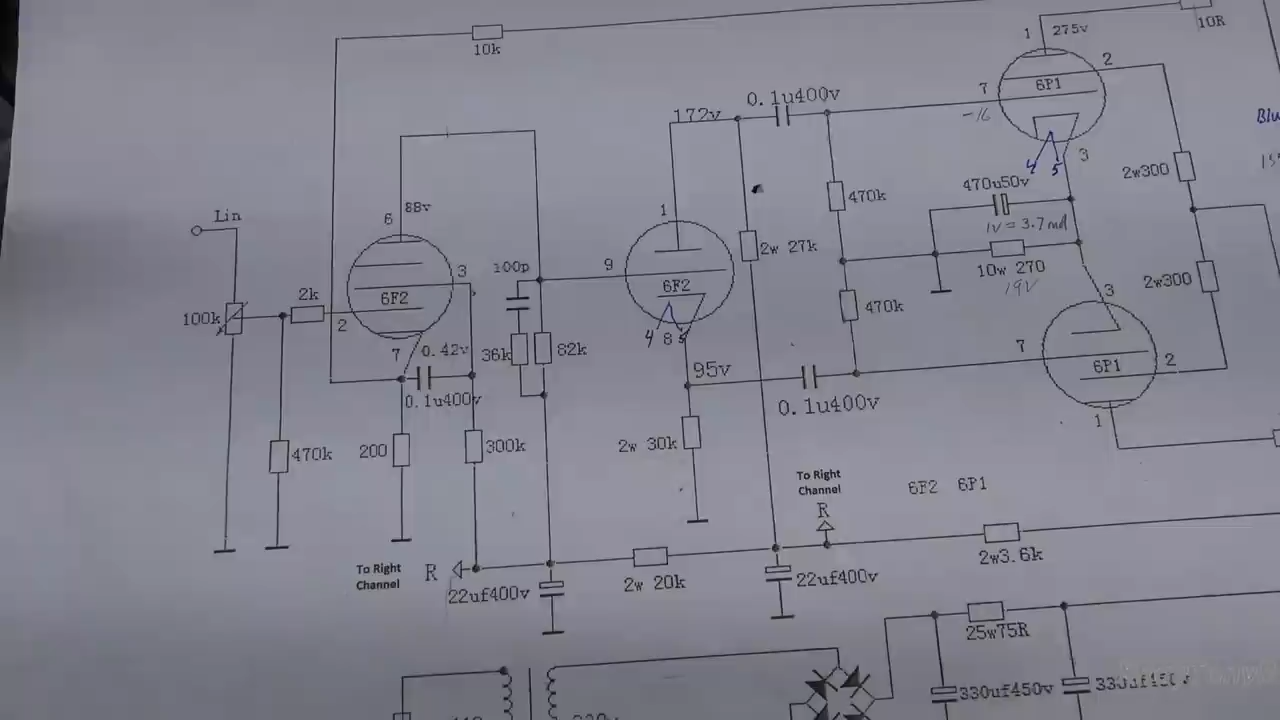 10k
10R
1
275v
2
0.1u400v
172v
7
6P1
-16
Blu
4
5
3
2w300
6
88v
470u50v
470k
1V = 3.7ma
Lin
1
2w 27k
10w 270
19V
100p
9
3
6F2
6F2
2w300
3
2k
100k
2
470k
7
0.42v
36k
82k
4
8
5
7
6P1
2
95v
0.1u400v
0.1u400v
1
470k
200
300k
2w 30k
To Right
Channel
R
6F2 6P1
To Right
Channel
R
22uf400v
2w 20k
22uf400v
2w3.6k
25w75R
330uf450v